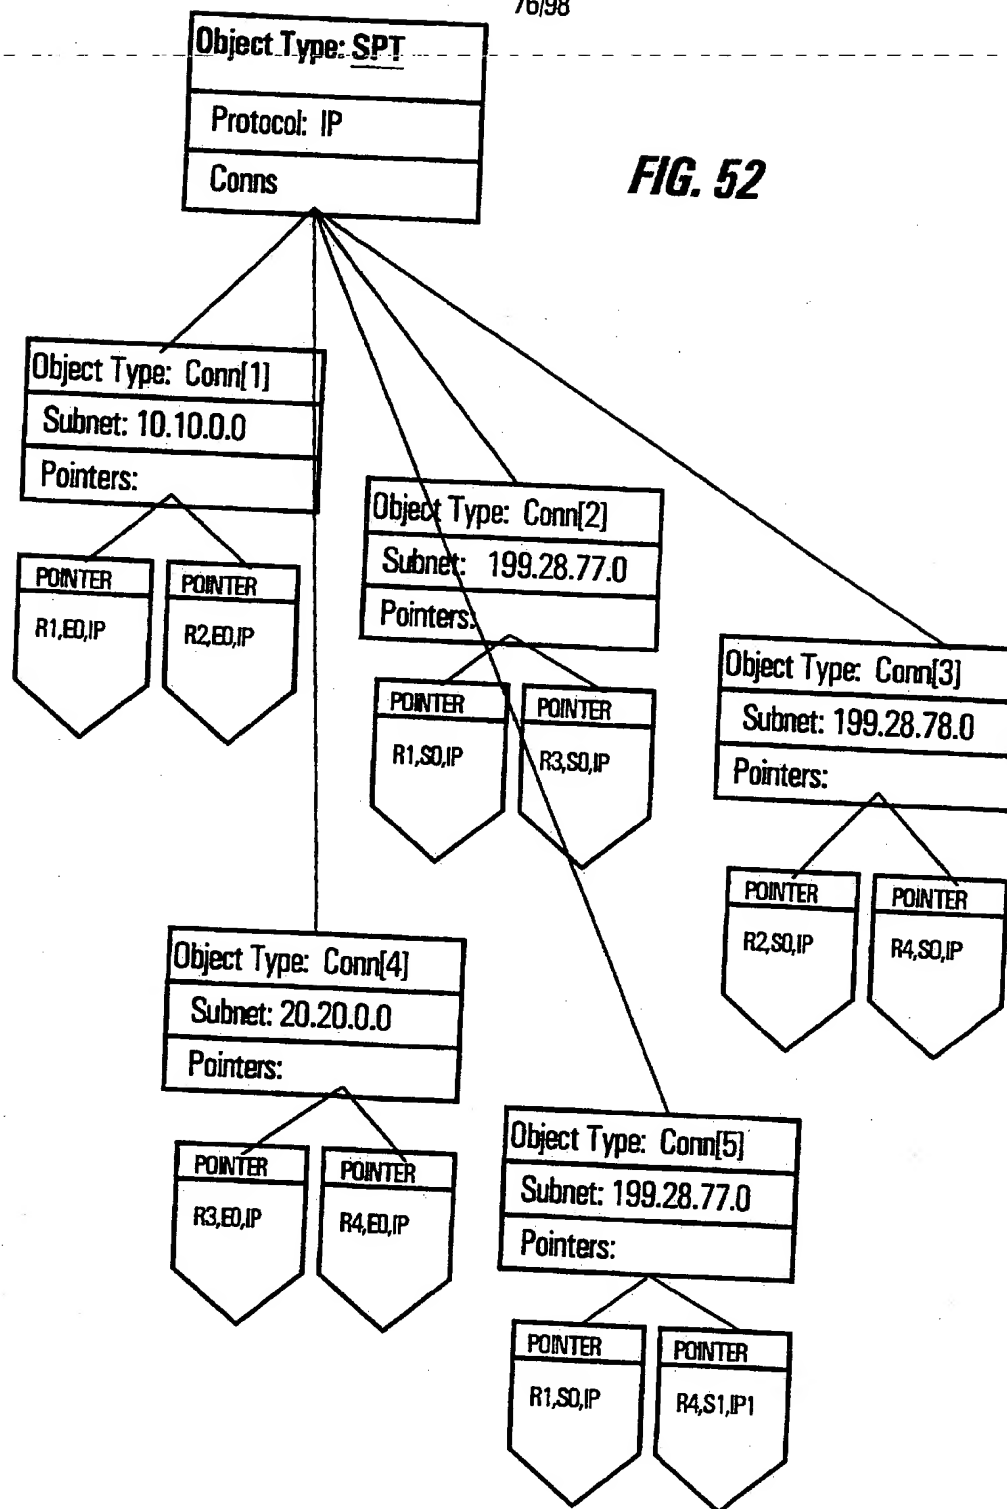 76/98
Object Type: SPT
Protocol: IP
Conns
FIG. 52
Object Type: Conn[1]
Subnet: 10.10.0.0
Pointers:
POINTER
R1,E0,IP
POINTER
R2,E0,IP
Object Type: Conn[2]
Subnet: 199.28.77.0
Pointers:
POINTER
R1,S0,IP
POINTER
R3,S0,IP
Object Type: Conn[3]
Subnet: 199.28.78.0
Pointers:
POINTER
R2,S0,IP
POINTER
R4,S0,IP
Object Type: Conn[4]
Subnet: 20.20.0.0
Pointers:
POINTER
R3,E0,IP
POINTER
R4,E0,IP
Object Type: Conn[5]
Subnet: 199.28.77.0
Pointers:
POINTER
R1,S0,IP
POINTER
R4,S1,IP1